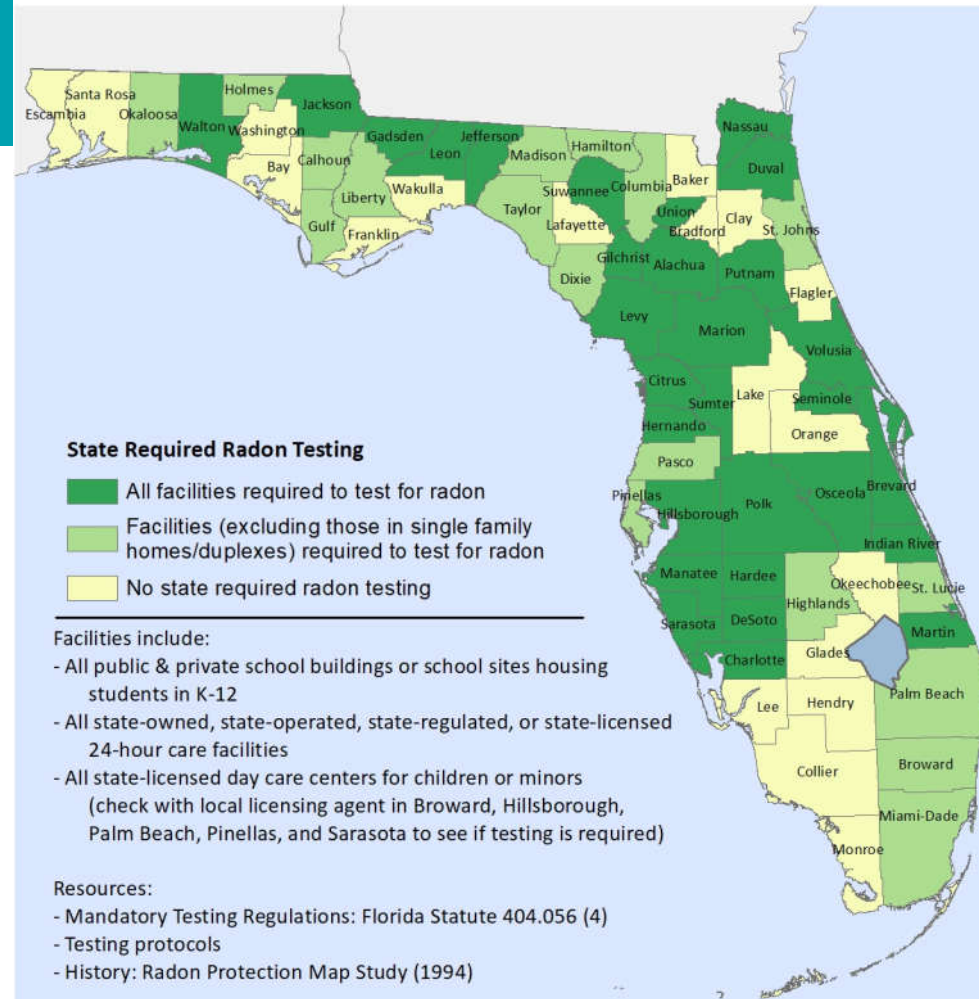 Santa Rosa
Escambia
Okaloosa
Walton
Holmes
Washington
Jackson
Bay
Calhoun
Gulf
Liberty
Gadsden
Leon
Jefferson
Wakulla
Franklin
Madison
Taylor
Hamilton
Suwannee
Lafayette
Dixie
Columbia
Baker
Nassau
Duval
Union
Bradford
Clay
St. Johns
Gilchrist
Alachua
Putnam
Flagler
Levy
Marion
Volusia
Citrus
Sumter
Lake
Seminole
Hernando
Orange
Pasco
Pinellas
Hillsborough
Polk
Osceola
Brevard
Indian River
Manatee
Hardee
Okeechobee
St. Lucie
Highlands
Sarasota
DeSoto
Martin
Charlotte
Glades
Palm Beach
Lee
Hendry
Collier
Broward
Miami-Dade
Monroe
State Required Radon Testing
All facilities required to test for radon
Facilities (excluding those in single family
homes/duplexes) required to test for radon
No state required radon testing
Facilities include:
- All public & private school buildings or school sites housing
students in K-12
- All state-owned, state-operated, state-regulated, or state-licensed
24-hour care facilities
- All state-licensed day care centers for children or minors
(check with local licensing agent in Broward, Hillsborough,
Palm Beach, Pinellas, and Sarasota to see if testing is required)
Resources:
- Mandatory Testing Regulations: Florida Statute 404.056 (4)
- Testing protocols
- History: Radon Protection Map Study (1994)